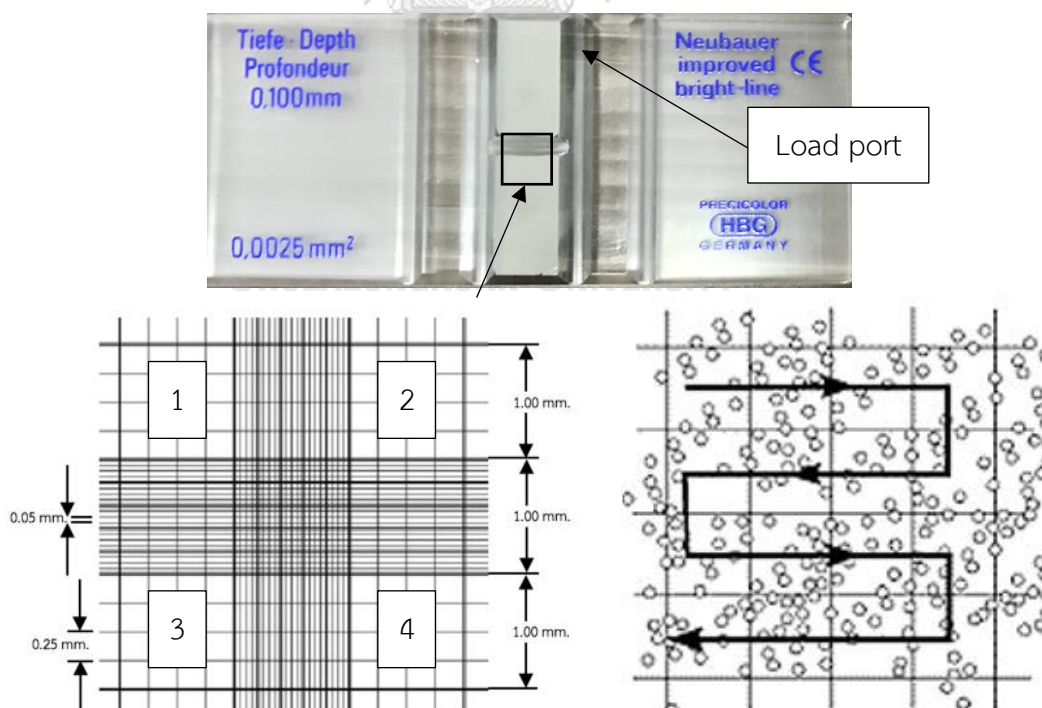 Tiefe · Depth
Profondeur
0,100mm
0,0025 mm²
Neubauer
improved
bright-line
CE
PRECICOLOR
HBG
GERMANY
Load port
1
2
3
4
1.00 mm.
1.00 mm.
1.00 mm.
0.05 mm.
0.25 mm.